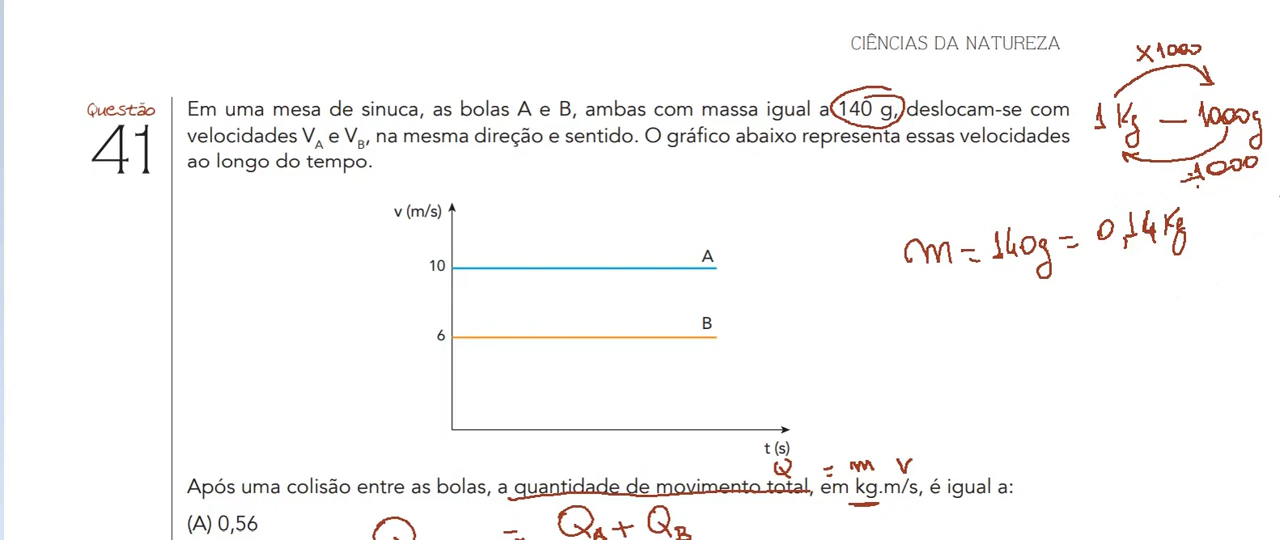 CIÊNCIAS DA NATUREZA
×1000
1 Kg — 1000g
÷1000
Questão
41
Em uma mesa de sinuca, as bolas A e B, ambas com massa igual a 140 g, deslocam-se com
velocidades VA e VB, na mesma direção e sentido. O gráfico abaixo representa essas velocidades
ao longo do tempo.
m = 140g = 0,14 Kg
v (m/s)
A
10
B
6
t (s)
Q = m v
Após uma colisão entre as bolas, a quantidade de movimento total, em kg.m/s, é igual a:
(A) 0,56
= QA + QB